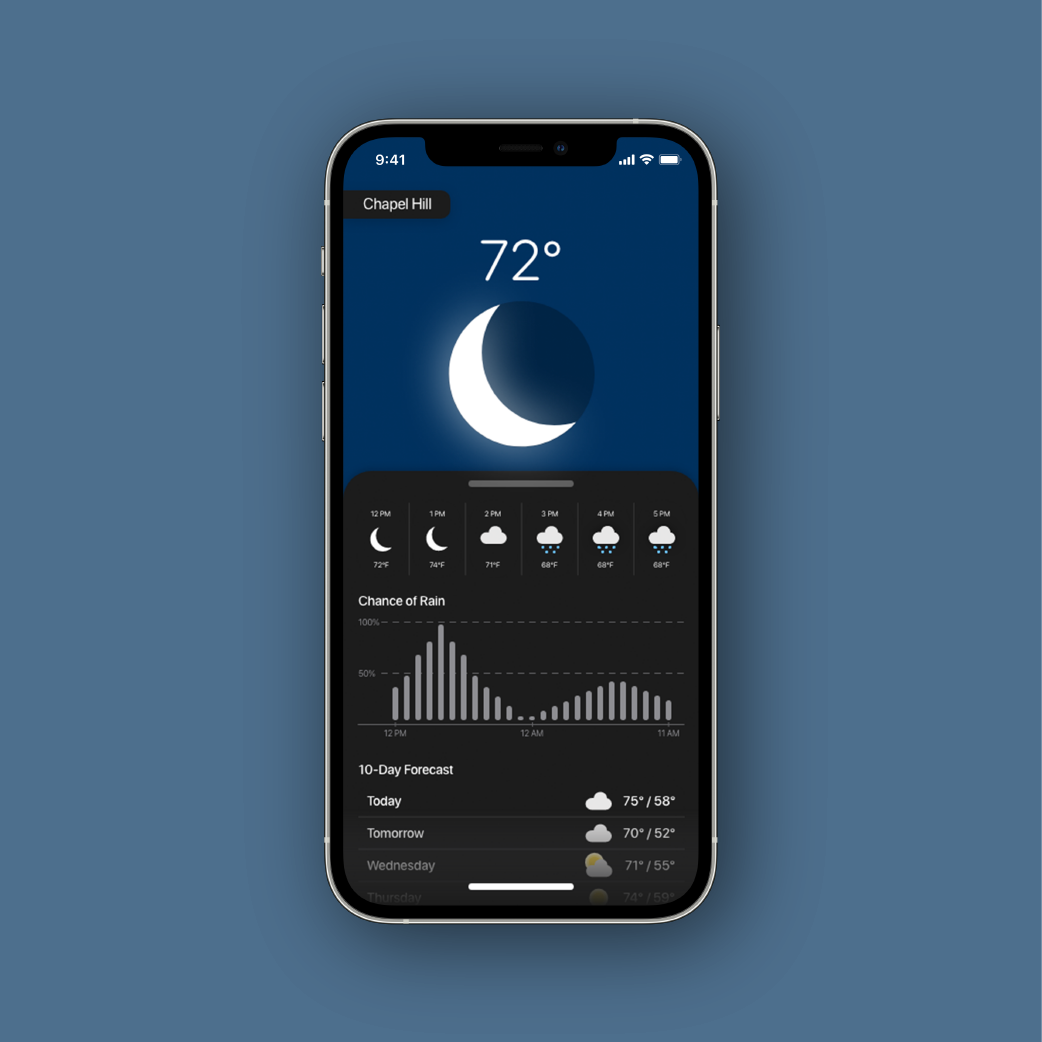 9:41
Chapel Hill
72°
12 PM 1 PM 2 PM 3 PM 4 PM 5 PM
72°F 74°F 71°F 68°F 68°F 68°F
Chance of Rain
100%
50%
12 PM 12 AM 11 AM
10-Day Forecast
Today 75° / 58°
Tomorrow 70° / 52°
Wednesday 71° / 55°
Thursday 74° / 59°